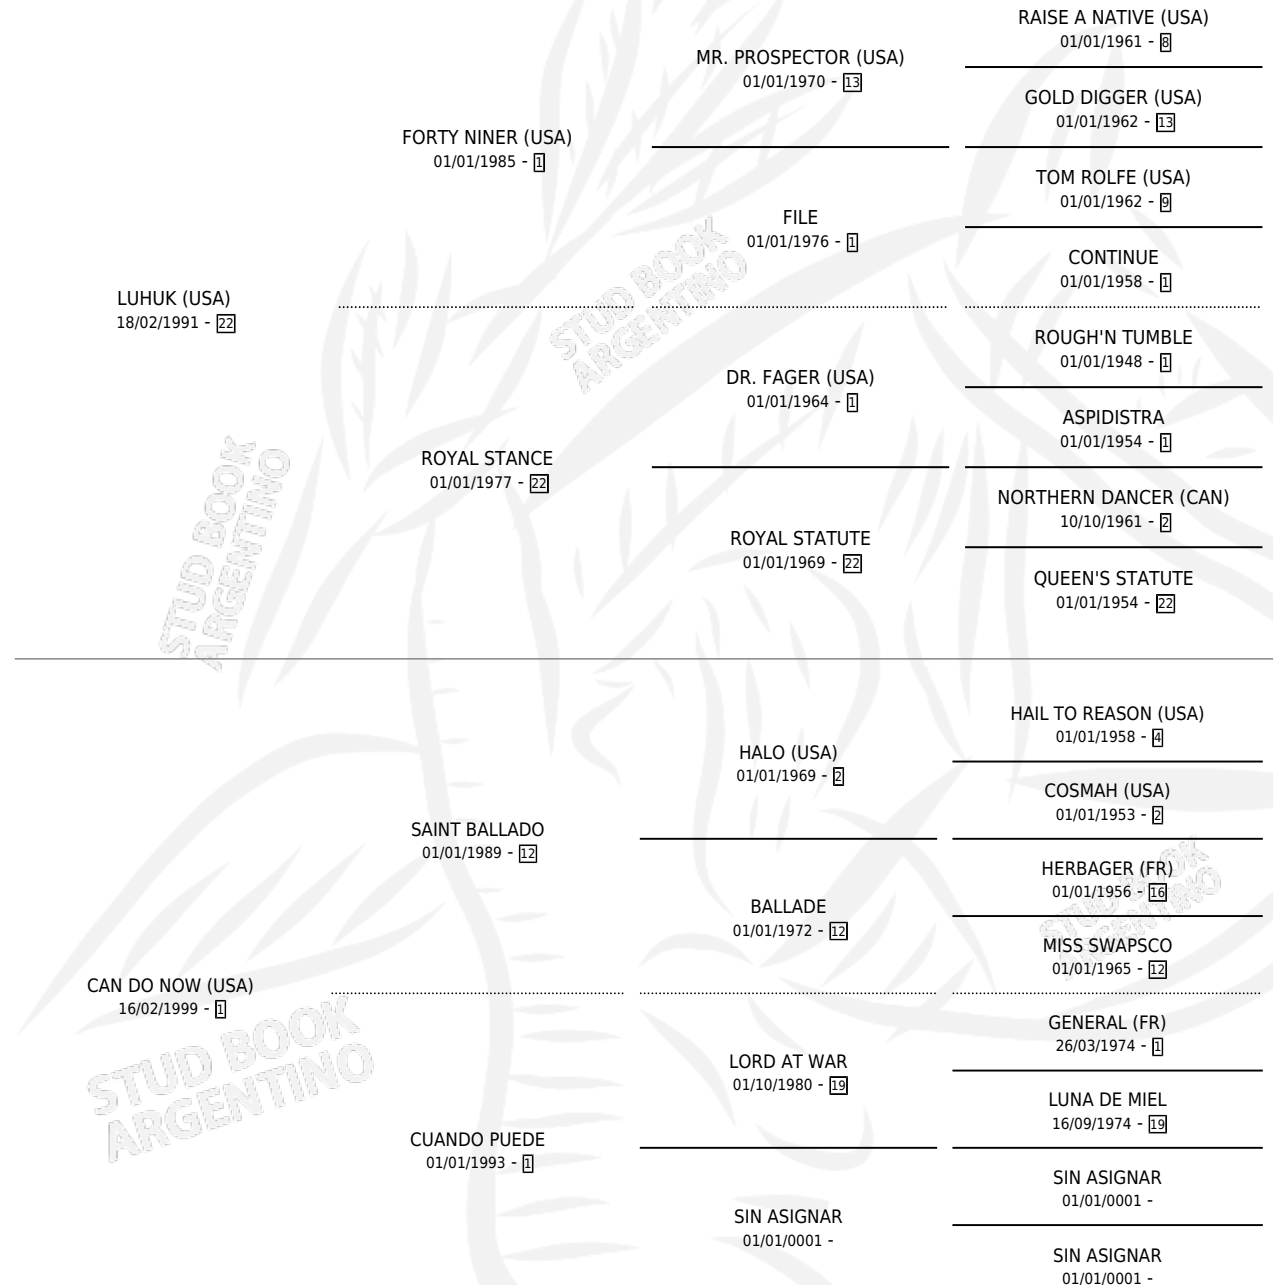 LUHUK (USA)
18/02/1991 - 22
FORTY NINER (USA)
01/01/1985 - 1
MR. PROSPECTOR (USA)
01/01/1970 - 13
RAISE A NATIVE (USA)
01/01/1961 - 8
GOLD DIGGER (USA)
01/01/1962 - 13
FILE
01/01/1976 - 1
TOM ROLFE (USA)
01/01/1962 - 9
CONTINUE
01/01/1958 - 1
ROYAL STANCE
01/01/1977 - 22
DR. FAGER (USA)
01/01/1964 - 1
ROUGH'N TUMBLE
01/01/1948 - 1
ASPIDISTRA
01/01/1954 - 1
ROYAL STATUTE
01/01/1969 - 22
NORTHERN DANCER (CAN)
10/10/1961 - 2
QUEEN'S STATUTE
01/01/1954 - 22
CAN DO NOW (USA)
16/02/1999 - 1
SAINT BALLADO
01/01/1989 - 12
HALO (USA)
01/01/1969 - 2
HAIL TO REASON (USA)
01/01/1958 - 4
COSMAH (USA)
01/01/1953 - 2
BALLADE
01/01/1972 - 12
HERBAGER (FR)
01/01/1956 - 16
MISS SWAPSCO
01/01/1965 - 12
CUANDO PUEDE
01/01/1993 - 1
LORD AT WAR
01/10/1980 - 19
GENERAL (FR)
26/03/1974 - 1
LUNA DE MIEL
16/09/1974 - 19
SIN ASIGNAR
01/01/0001 -
SIN ASIGNAR
01/01/0001 -
SIN ASIGNAR
01/01/0001 -
STUD BOOK
ARGENTINO
STUD BOOK
ARGENTINO
STUD BOOK
ARGENTINO
STUD BOOK
ARGENTINO